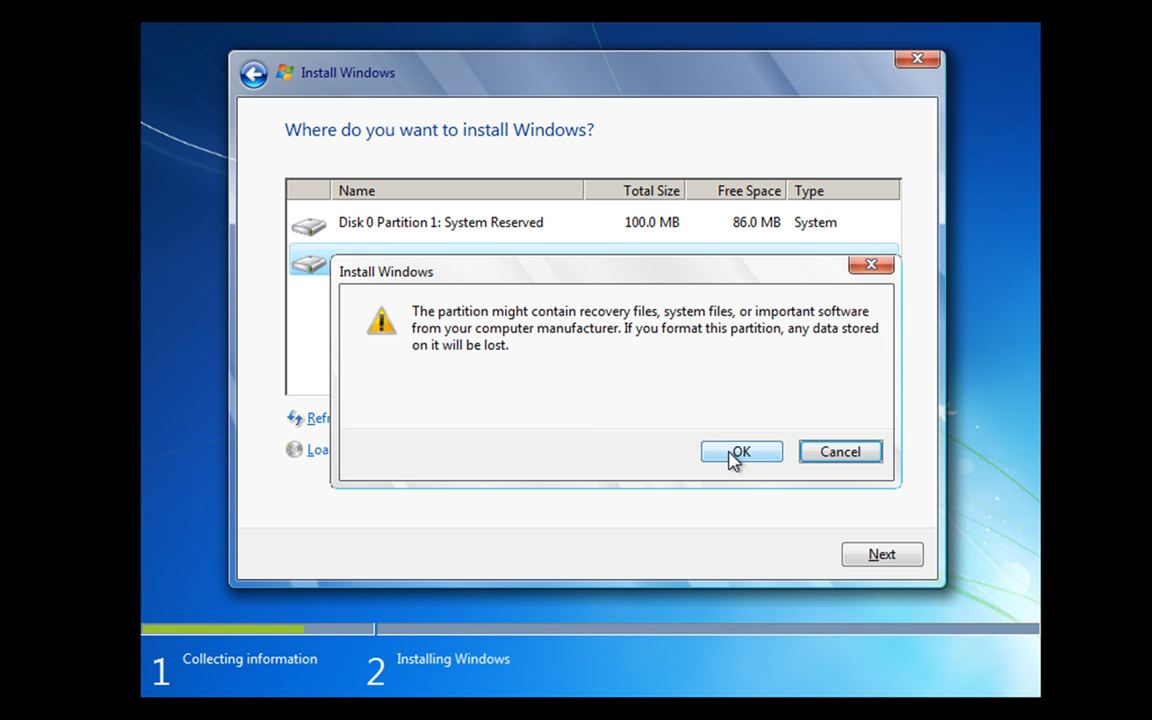 Install Windows
Where do you want to install Windows?
Name Total Size Free Space Type
Disk 0 Partition 1: System Reserved 100.0 MB 86.0 MB System
Install Windows
The partition might contain recovery files, system files, or important software
from your computer manufacturer. If you format this partition, any data stored
on it will be lost.
Refr
Loa
OK Cancel
Next
1 Collecting information 2 Installing Windows